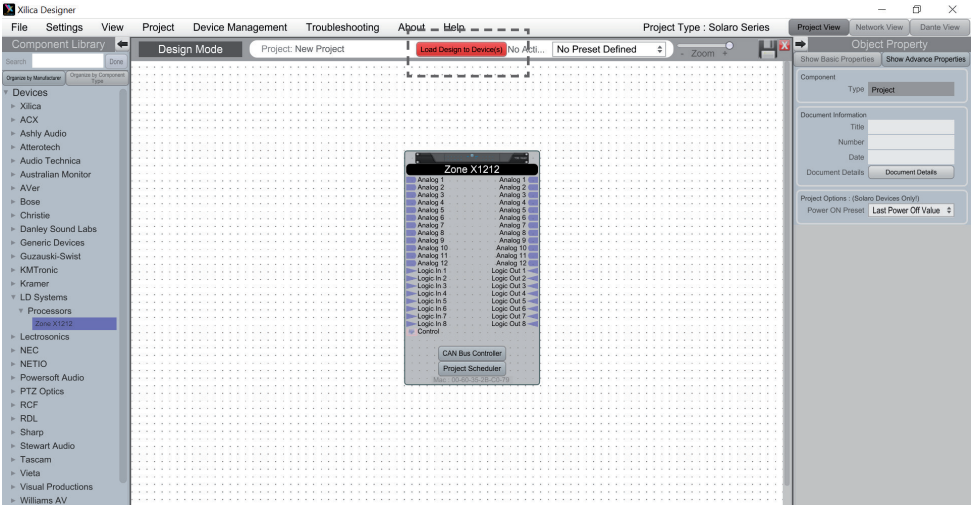 Xilica Designer
File Settings View Project Device Management Troubleshooting About Help Project Type : Solaro Series Project View Network View Dante View
Component Library
Design Mode
Project: New Project
Load Design to Device(s)
No Acti...
No Preset Defined
- Zoom +
Object Property
Search
Done
Show Basic Properties
Show Advance Properties
Organize by Manufacturer
Organize by Component Type
Devices
Xilica
ACX
Ashly Audio
Atterotech
Audio Technica
Australian Monitor
AVer
Bose
Christie
Danley Sound Labs
Generic Devices
Guzauski-Swist
KMTronic
Kramer
LD Systems
Processors
Zone X1212
Lectrosonics
NEC
NETIO
Powersoft Audio
PTZ Optics
RCF
RDL
Sharp
Stewart Audio
Tascam
Vieta
Visual Productions
Williams AV
Zone X1212
Analog 1 Analog 1
Analog 2 Analog 2
Analog 3 Analog 3
Analog 4 Analog 4
Analog 5 Analog 5
Analog 6 Analog 6
Analog 7 Analog 7
Analog 8 Analog 8
Analog 9 Analog 9
Analog 10 Analog 10
Analog 11 Analog 11
Analog 12 Analog 12
Logic In 1 Logic Out 1
Logic In 2 Logic Out 2
Logic In 3 Logic Out 3
Logic In 4 Logic Out 4
Logic In 5 Logic Out 5
Logic In 6 Logic Out 6
Logic In 7 Logic Out 7
Logic In 8 Logic Out 8
Control
CAN Bus Controller
Project Scheduler
Component
Type Project
Document Information
Title
Number
Date
Document Details Document Details
Project Options : (Solaro Devices Only!)
Power ON Preset Last Power Off Value